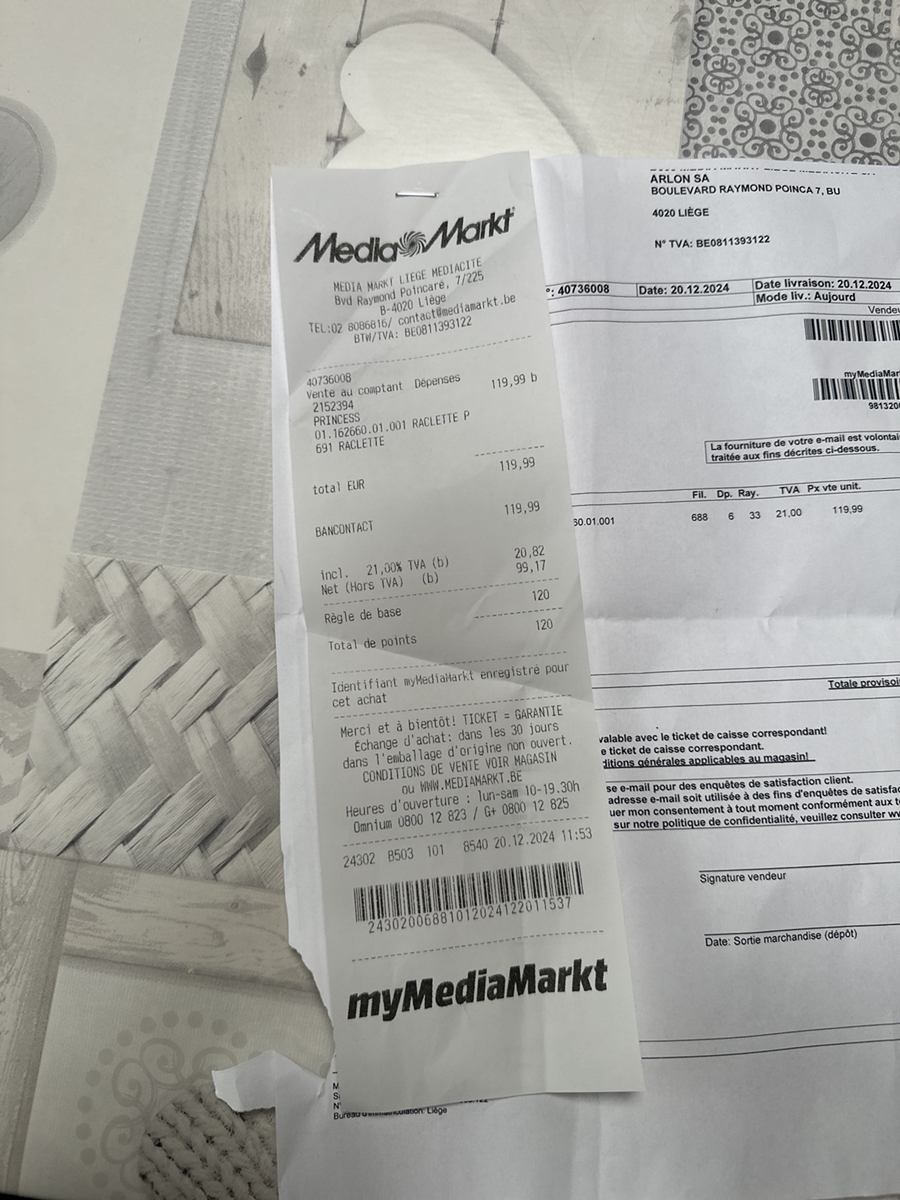 Media Markt
MEDIA MARKT LIEGE MEDIACITE
Bvd Raymond Poincaré, 7/225
B-4020 Liège
TEL:02 8086816/ contact@mediamarkt.be
BTW/TVA: BE0811393122
40736008
Vente au comptant Dépenses 119,99 b
2152394
PRINCESS
01.162660.01.001 RACLETTE P
691 RACLETTE
119,99
total EUR
119,99
BANCONTACT
incl. 21,00% TVA (b) 20,82
Net (Hors TVA) (b) 99,17
Règle de base 120
Total de points 120
Identifiant myMediaMarkt enregistré pour
cet achat
Merci et à bientôt! TICKET = GARANTIE
Échange d'achat: dans les 30 jours
dans l'emballage d'origine non ouvert.
CONDITIONS DE VENTE VOIR MAGASIN
ou WWW.MEDIAMARKT.BE
Heures d'ouverture : lun-sam 10-19.30h
Omnium 0800 12 823 / G+ 0800 12 825
24302 B503 101 8540 20.12.2024 11:53
24302006881012024122011537
myMediaMarkt
ARLON SA
BOULEVARD RAYMOND POINCA 7, BU
4020 LIÈGE
N° TVA: BE0811393122
°: 40736008 Date: 20.12.2024 Date livraison: 20.12.2024
Mode liv.: Aujourd
Vendeu
myMediaMar
981320
La fourniture de votre e-mail est volontai
traitée aux fins décrites ci-dessous.
Fil. Dp. Ray. TVA Px vte unit.
60.01.001 688 6 33 21,00 119,99
Totale provisoi
valable avec le ticket de caisse correspondant!
e ticket de caisse correspondant.
ditions générales applicables au magasin!
se e-mail pour des enquêtes de satisfaction client.
adresse e-mail soit utilisée à des fins d'enquêtes de satisfac
uer mon consentement à tout moment conformément aux t
sur notre politique de confidentialité, veuillez consulter ww
Signature vendeur
Date: Sortie marchandise (dépôt)
Liège